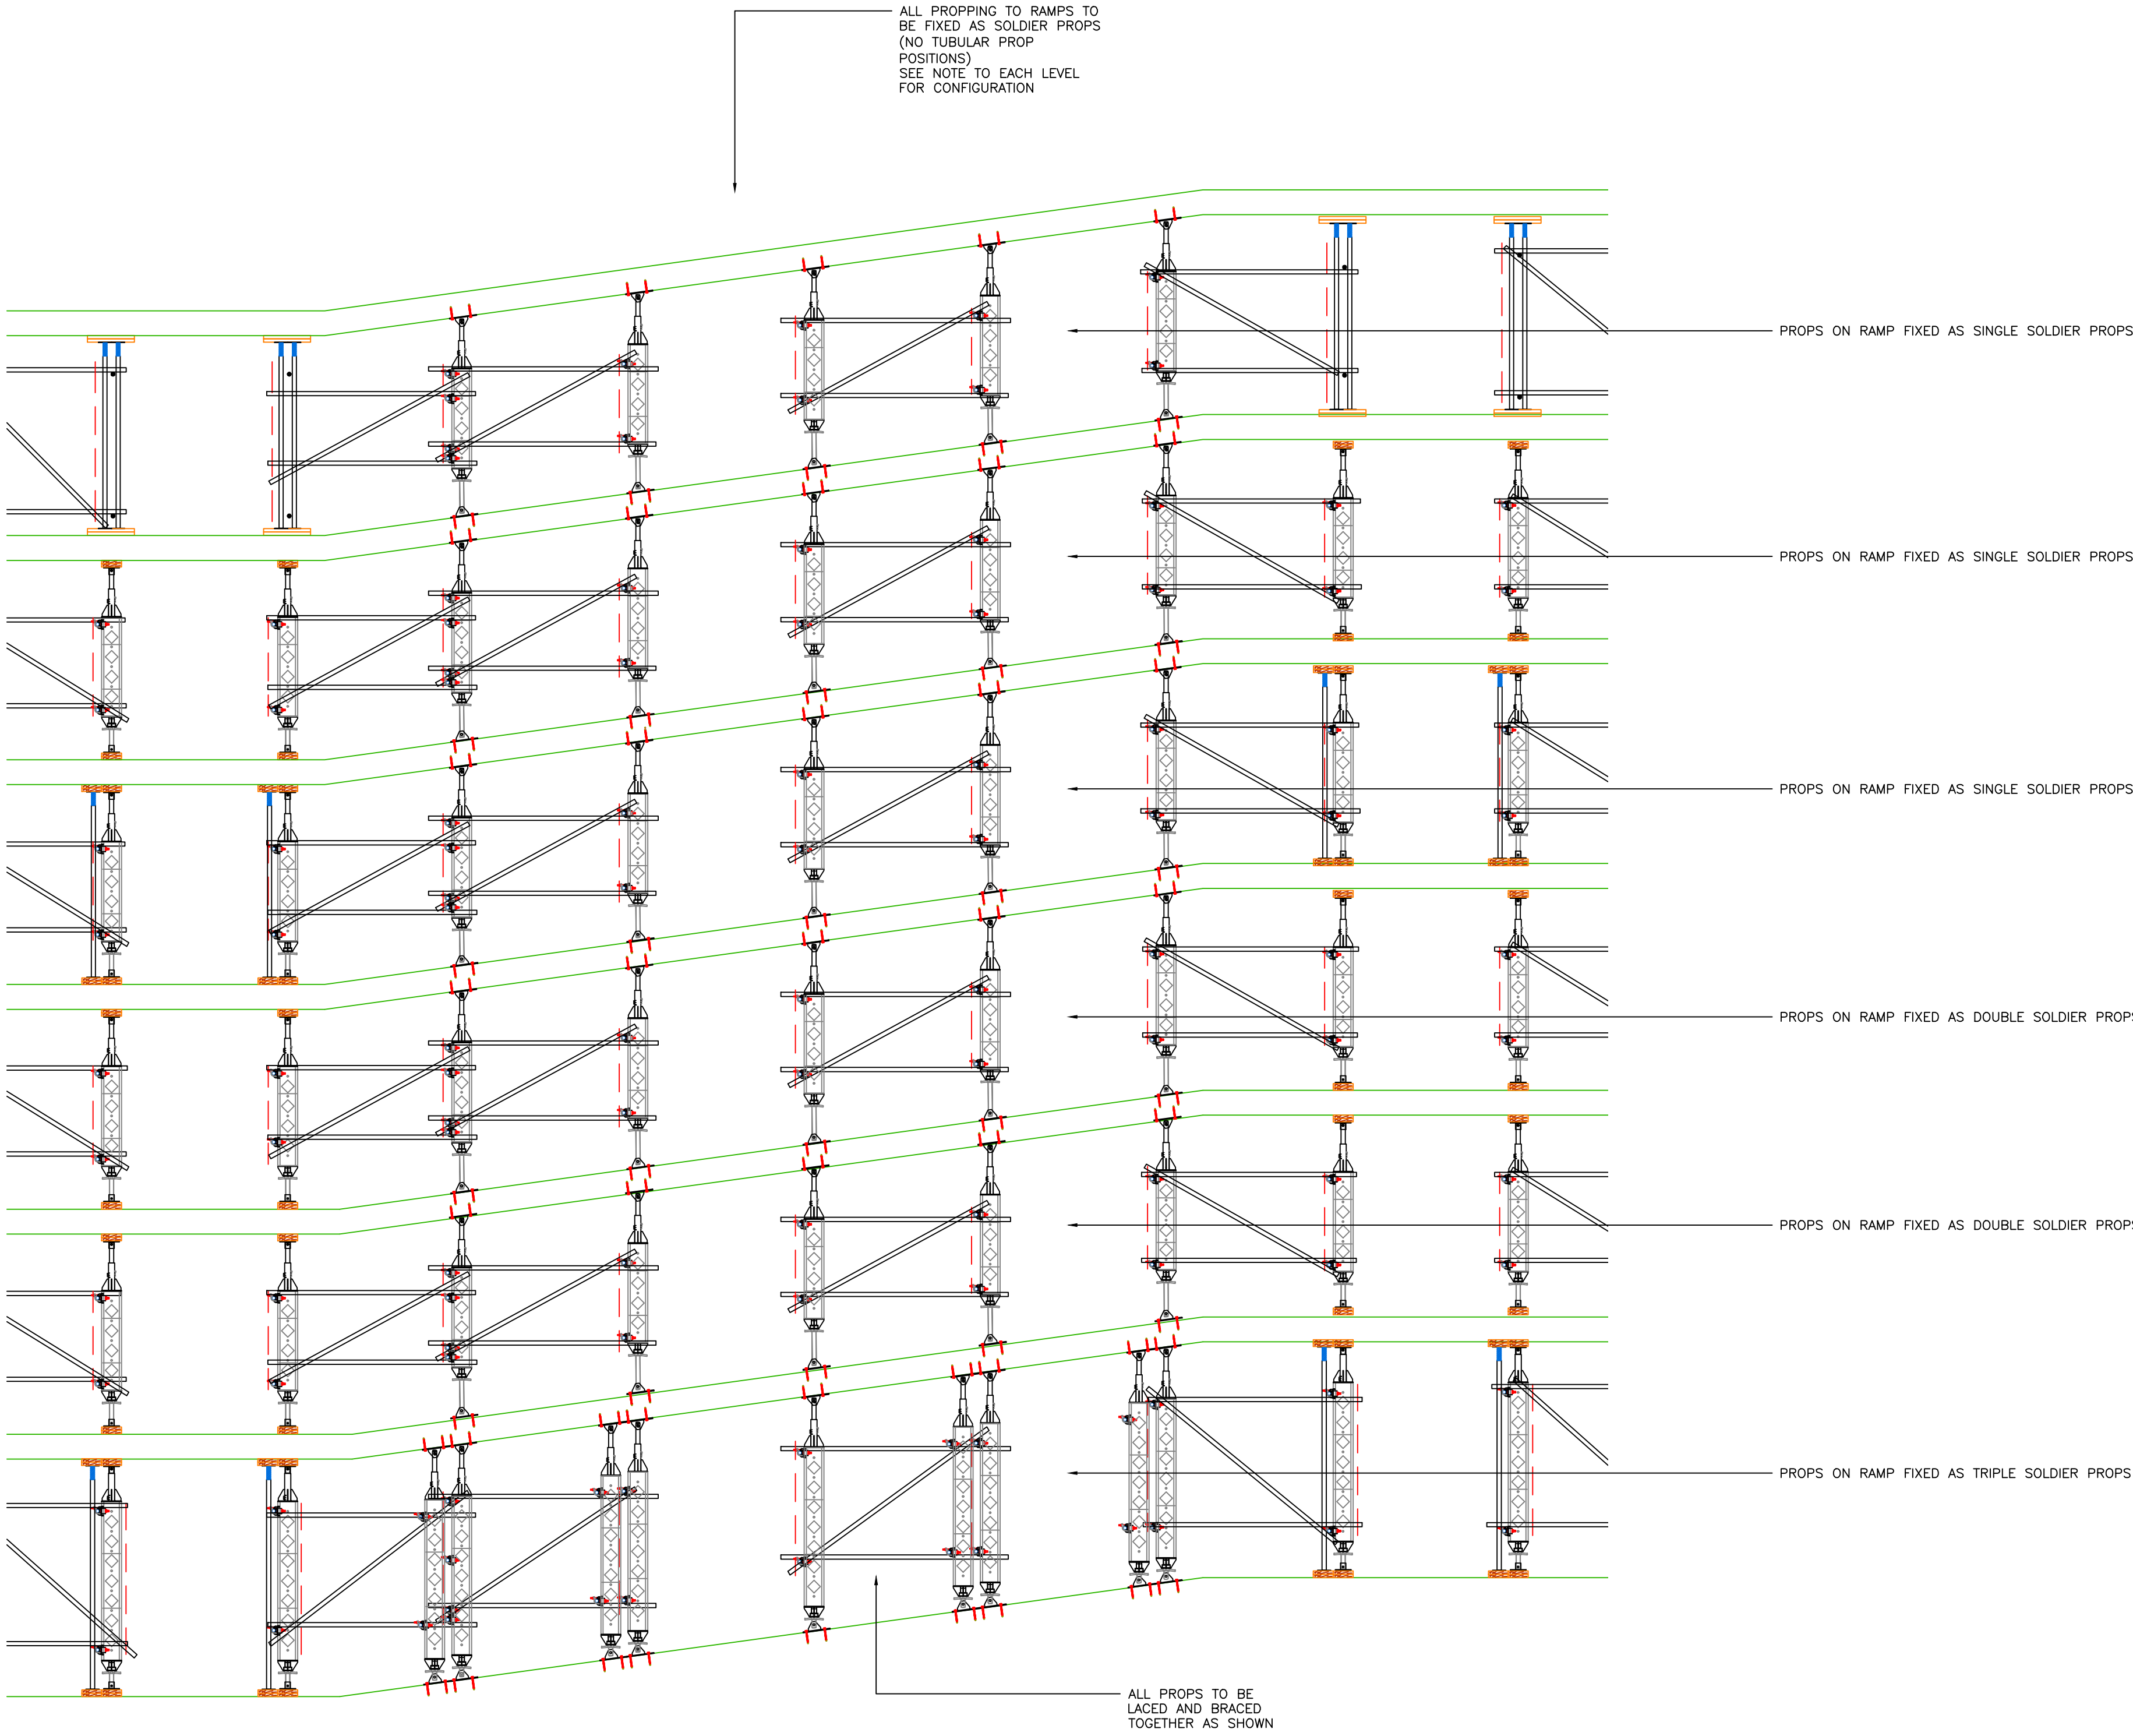 ALL PROPPING TO RAMPS TO
BE FIXED AS SOLDIER PROPS
(NO TUBULAR PROP
POSITIONS)
SEE NOTE TO EACH LEVEL
FOR CONFIGURATION
PROPS ON RAMP FIXED AS SINGLE SOLDIER PROPS
PROPS ON RAMP FIXED AS SINGLE SOLDIER PROPS
PROPS ON RAMP FIXED AS SINGLE SOLDIER PROPS
PROPS ON RAMP FIXED AS DOUBLE SOLDIER PROPS
PROPS ON RAMP FIXED AS DOUBLE SOLDIER PROPS
PROPS ON RAMP FIXED AS TRIPLE SOLDIER PROPS
ALL PROPS TO BE
LACED AND BRACED
TOGETHER AS SHOWN